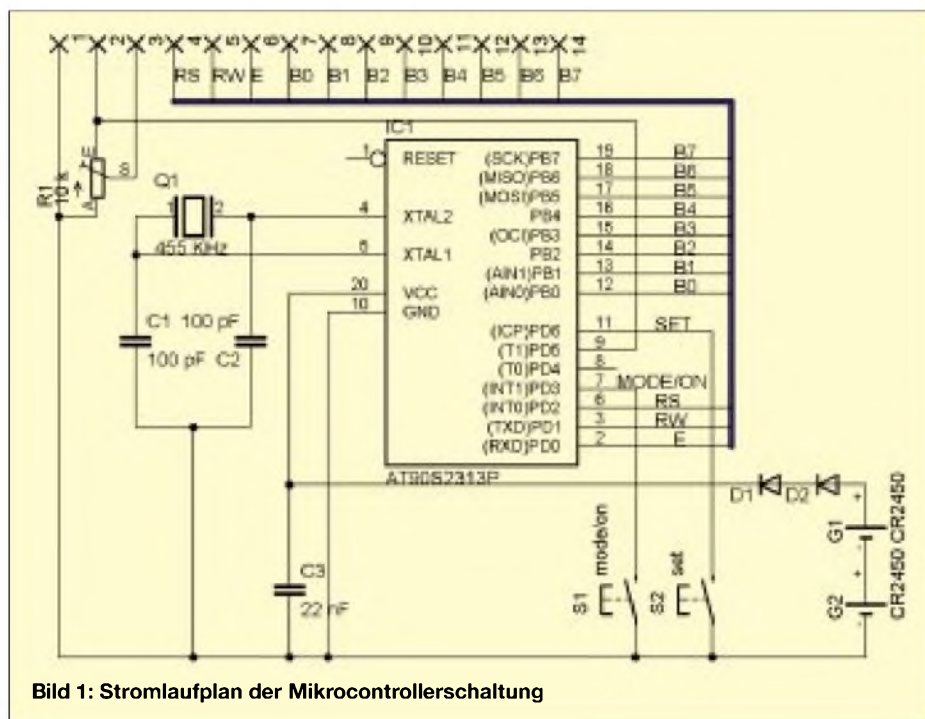 1 2 3 4 5 6 7 8 9 10 11 12 13 14
RS RW E B0 B1 B2 B3 B4 B5 B6 B7
IC1
1 RESET (SCK)PB7 19 B7
(MISO)PB6 18 B6
(MOSI)PB5 17 B5
4 XTAL2 PB4 16 B4
(OCI)PB3 15 B3
5 XTAL1 PB2 14 B2
(AIN1)PB1 13 B1
20 VCC (AIN0)PB0 12 B0
10 GND
(ICP)PD6 11 SET
(T1)PD5 9
(T0)PD4 8
(INT1)PD3 7 MODE/ON
(INT0)PD2 6 RS
(TXD)PD1 3 RW
(RXD)PD0 2 E
AT90S2313P
R1
10 k
E
S
A
Q1
1 2
455 KHz
C1 100 pF
100 pF C2
C3
22 nF
D1 D2
+
G1 CR2450
-
+
G2 CR2450
-
S1 mode/on
S2 set
Bild 1: Stromlaufplan der Mikrocontrollerschaltung